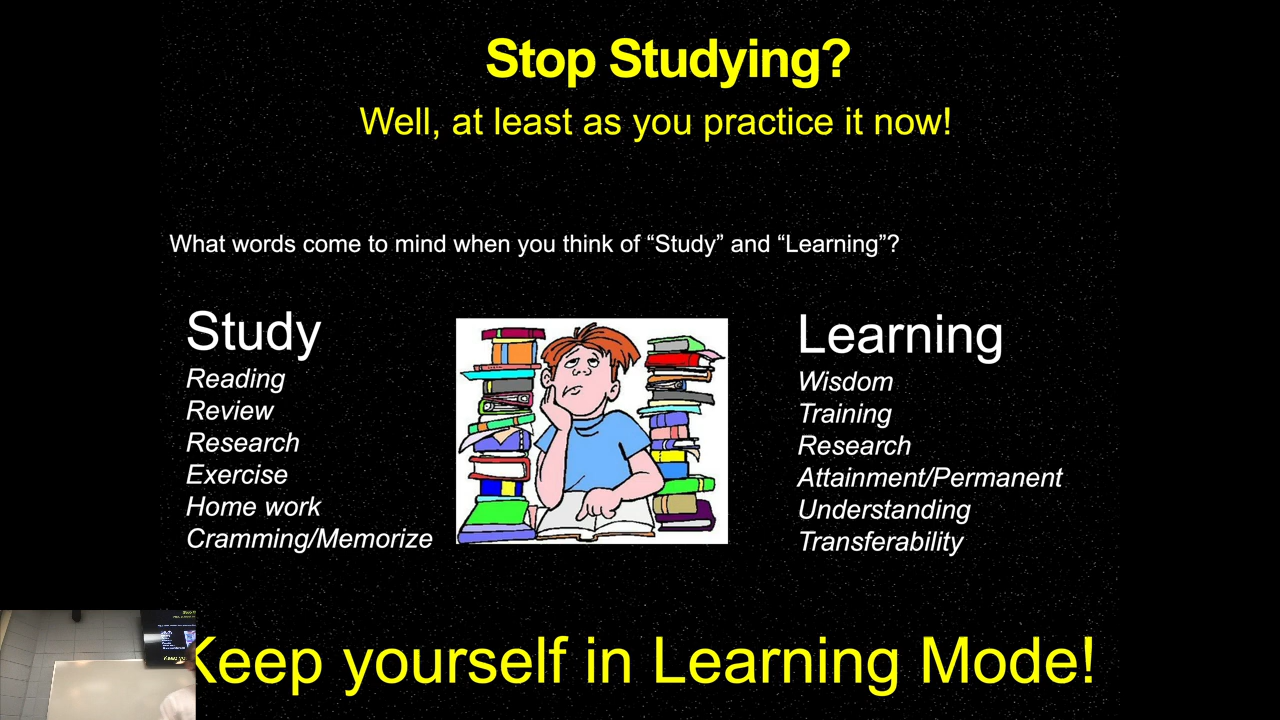 Stop Studying?
Well, at least as you practice it now!
What words come to mind when you think of “Study” and “Learning”?
Study
Reading
Review
Research
Exercise
Home work
Cramming/Memorize
Learning
Wisdom
Training
Research
Attainment/Permanent
Understanding
Transferability
Keep yourself in Learning Mode!